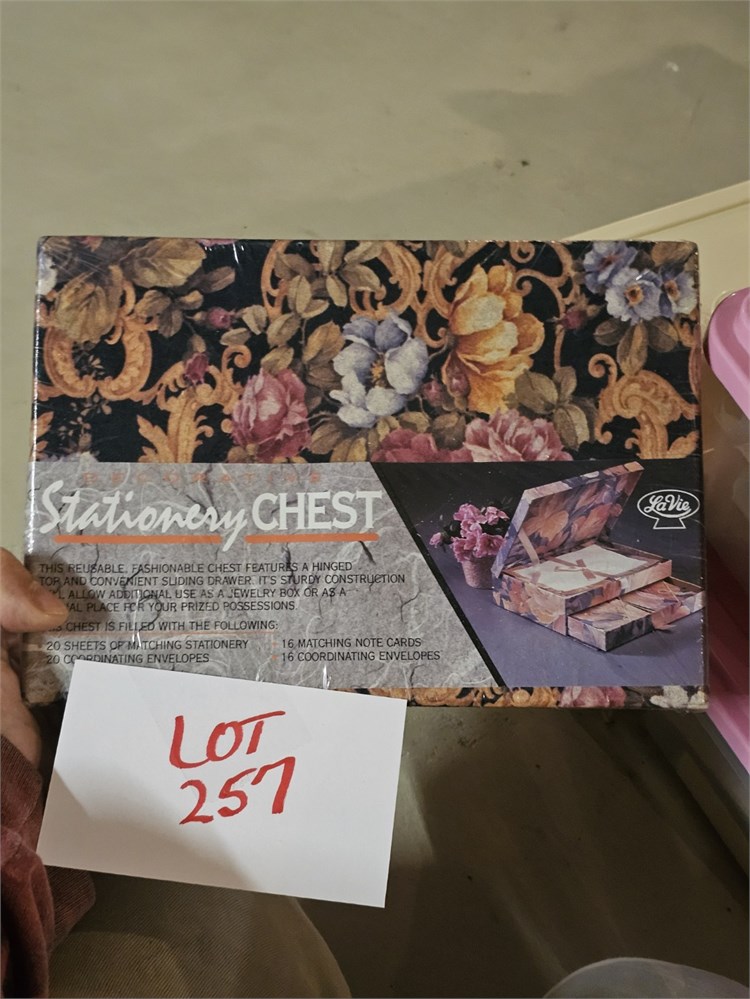 DECORATIVE
Stationery CHEST
LaVie
THIS REUSABLE, FASHIONABLE CHEST FEATURES A HINGED
TOP AND CONVENIENT SLIDING DRAWER. IT'S STURDY CONSTRUCTION
ALLOW ADDITIONAL USE AS A JEWELRY BOX OR AS A
PLACE FOR YOUR PRIZED POSSESSIONS.
CHEST IS FILLED WITH THE FOLLOWING:
20 SHEETS OF MATCHING STATIONERY
20 COORDINATING ENVELOPES
16 MATCHING NOTE CARDS
16 COORDINATING ENVELOPES
LOT
257